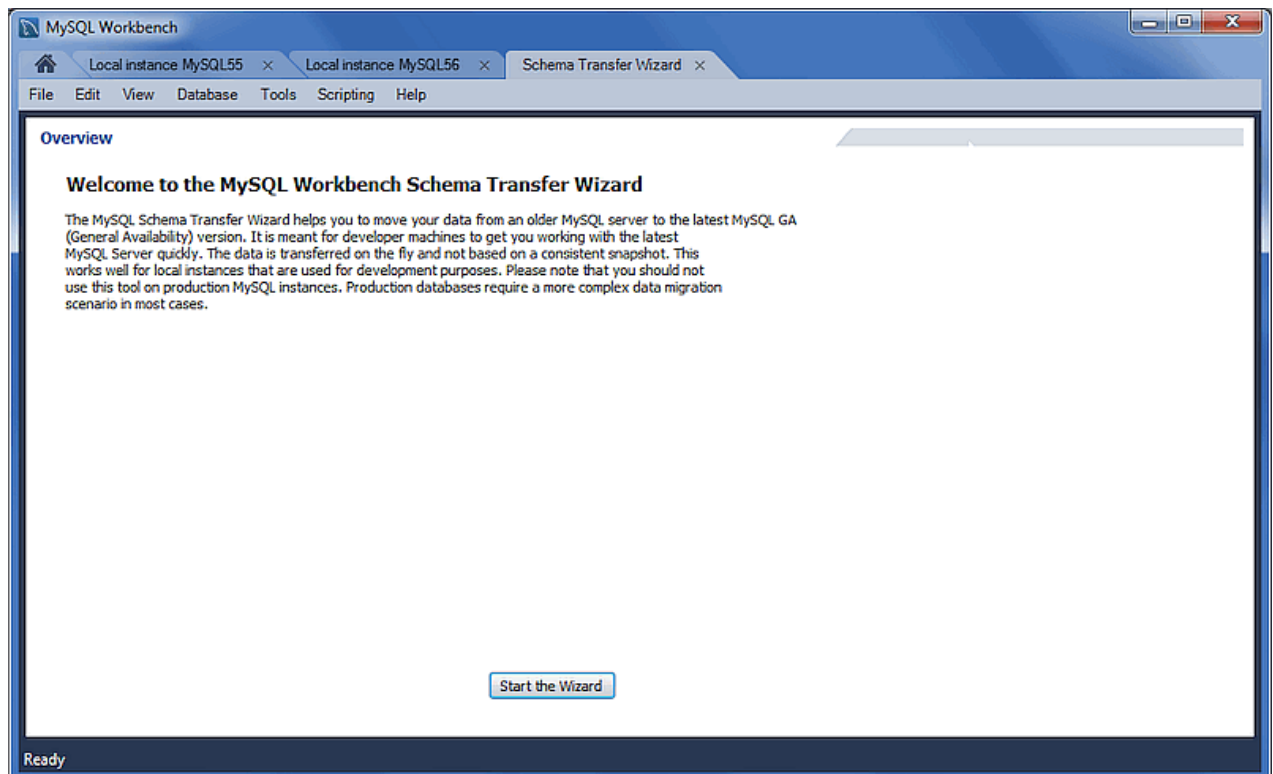 MySQL Workbench
Local instance MySQL55 Local instance MySQL56 Schema Transfer Wizard
File Edit View Database Tools Scripting Help
Overview
Welcome to the MySQL Workbench Schema Transfer Wizard
The MySQL Schema Transfer Wizard helps you to move your data from an older MySQL server to the latest MySQL GA
(General Availability) version. It is meant for developer machines to get you working with the latest
MySQL Server quickly. The data is transferred on the fly and not based on a consistent snapshot. This
works well for local instances that are used for development purposes. Please note that you should not
use this tool on production MySQL instances. Production databases require a more complex data migration
scenario in most cases.
Start the Wizard
Ready